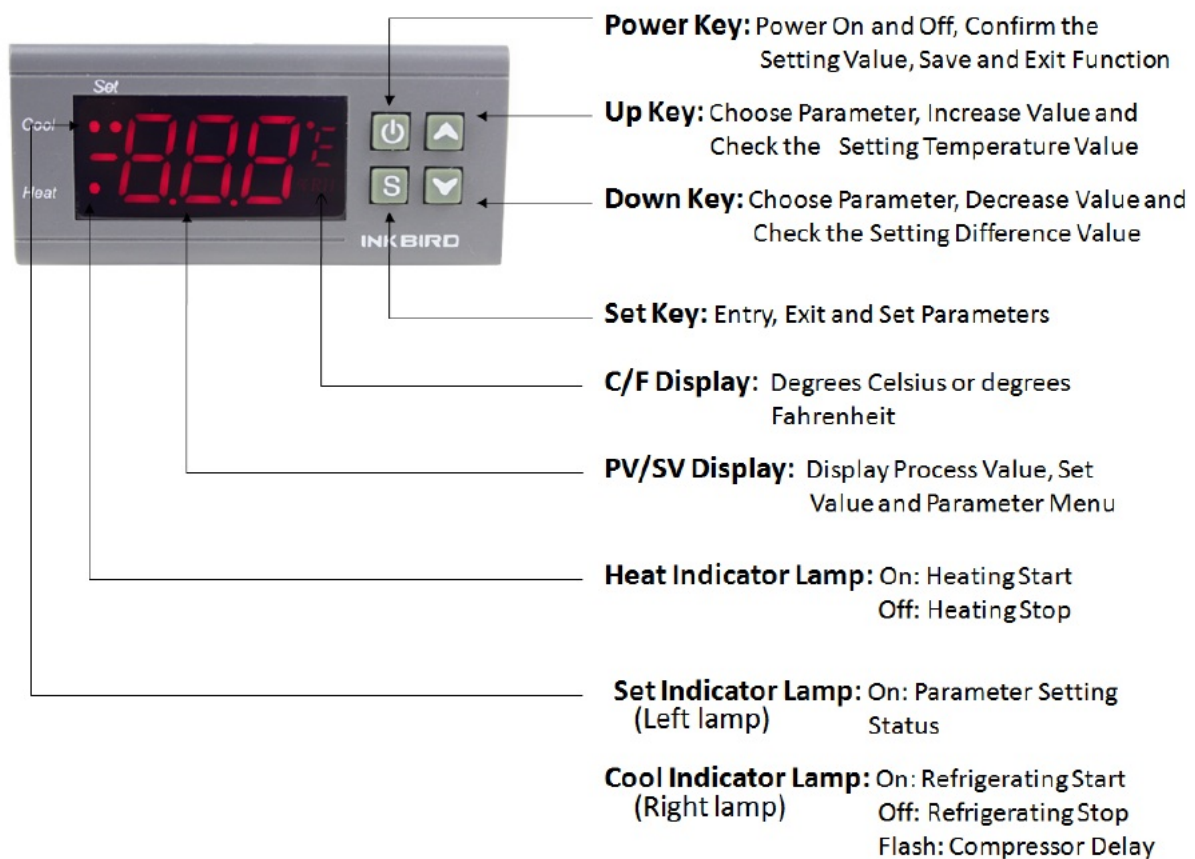 Set
Cool
Heat
888
S
INKBIRD
Power Key: Power On and Off, Confirm the
Setting Value, Save and Exit Function
Up Key: Choose Parameter, Increase Value and
Check the Setting Temperature Value
Down Key: Choose Parameter, Decrease Value and
Check the Setting Difference Value
Set Key: Entry, Exit and Set Parameters
C/F Display: Degrees Celsius or degrees
Fahrenheit
PV/SV Display: Display Process Value, Set
Value and Parameter Menu
Heat Indicator Lamp: On: Heating Start
Off: Heating Stop
Set Indicator Lamp: On: Parameter Setting
(Left lamp) Status
Cool Indicator Lamp: On: Refrigerating Start
(Right lamp) Off: Refrigerating Stop
Flash: Compressor Delay